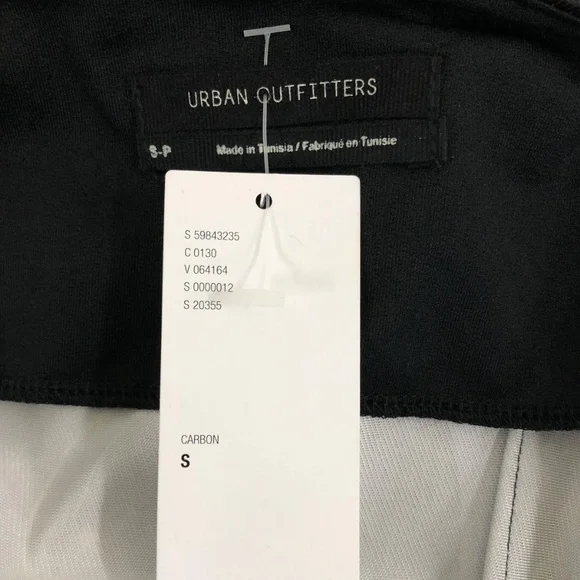 URBAN OUTFITTERS
S-P Made in Tunisia / Fabriqué en Tunisie
S 59843235
C 0130
V 064164
S 0000012
S 20355
CARBON
S